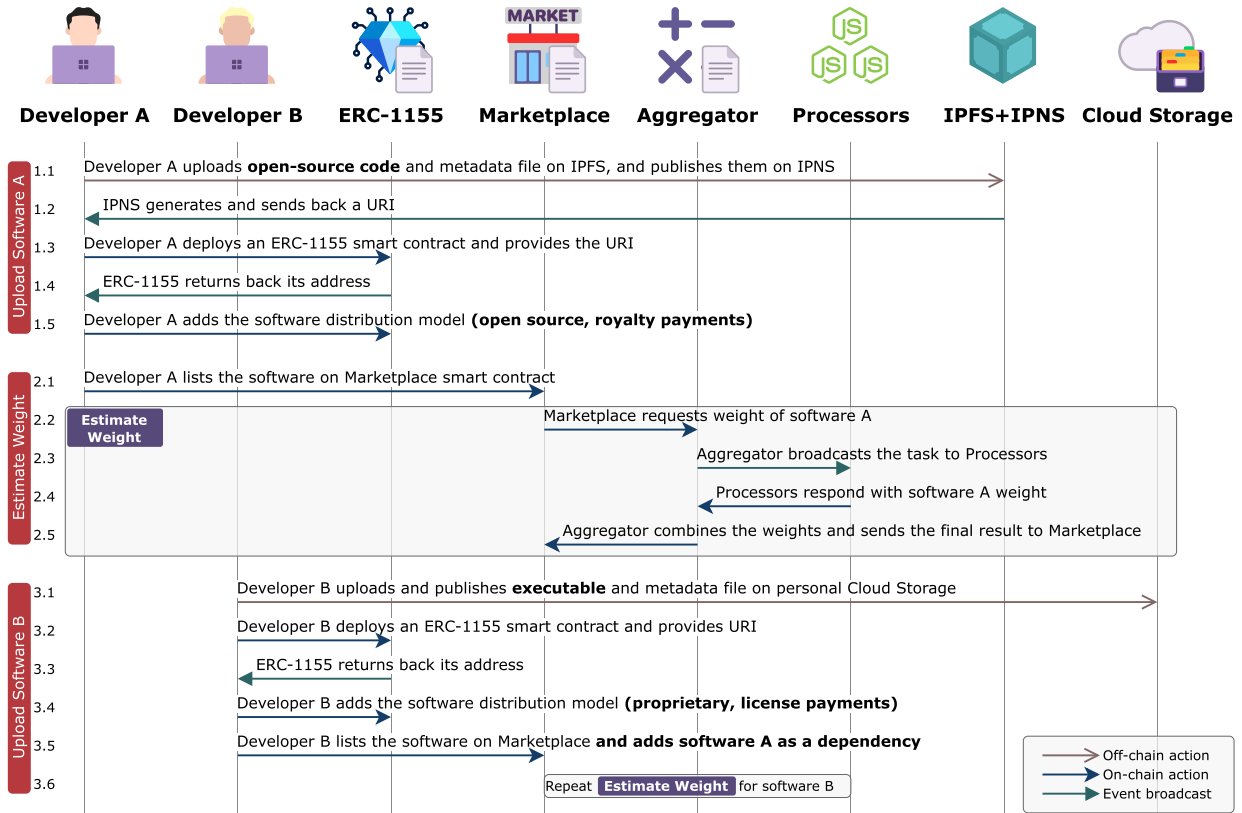 MARKET
JS
JS
JS
Developer A
Developer B
ERC-1155
Marketplace
Aggregator
Processors
IPFS+IPNS
Cloud Storage
Upload Software A
1.1
Developer A uploads open-source code and metadata file on IPFS, and publishes them on IPNS
1.2
IPNS generates and sends back a URI
1.3
Developer A deploys an ERC-1155 smart contract and provides the URI
1.4
ERC-1155 returns back its address
1.5
Developer A adds the software distribution model (open source, royalty payments)
Estimate Weight
2.1
Developer A lists the software on Marketplace smart contract
Estimate
Weight
2.2
Marketplace requests weight of software A
2.3
Aggregator broadcasts the task to Processors
2.4
Processors respond with software A weight
2.5
Aggregator combines the weights and sends the final result to Marketplace
Upload Software B
3.1
Developer B uploads and publishes executable and metadata file on personal Cloud Storage
3.2
Developer B deploys an ERC-1155 smart contract and provides URI
3.3
ERC-1155 returns back its address
3.4
Developer B adds the software distribution model (proprietary, license payments)
3.5
Developer B lists the software on Marketplace and adds software A as a dependency
3.6
Repeat Estimate Weight for software B
Off-chain action
On-chain action
Event broadcast